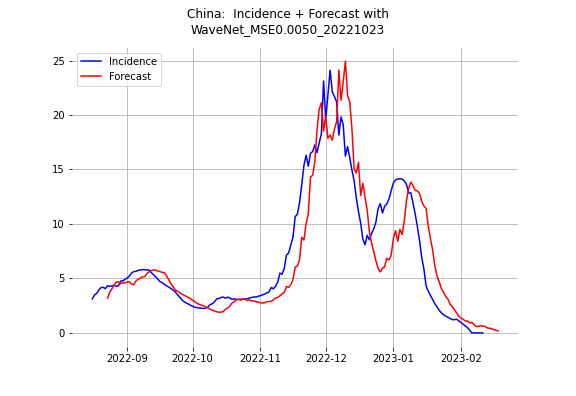 China:  Incidence + Forecast with
WaveNet_MSE0.0050_20221023
Incidence
Forecast
25
20
15
10
5
0
2022-09 2022-10 2022-11 2022-12 2023-01 2023-02